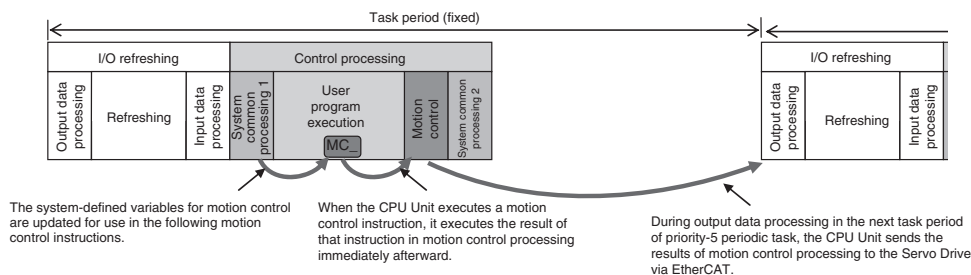 Task period (fixed)
I/O refreshing
Control processing
I/O refreshing
Output data
processing
Refreshing
Input data
processing
System
common
processing 1
User
program
execution
MC_
Motion
control
System common
processing 2
Output data
processing
Refreshing
Input data
processing
The system-defined variables for motion control
are updated for use in the following motion
control instructions.
When the CPU Unit executes a motion
control instruction, it executes the result of
that instruction in motion control processing
immediately afterward.
During output data processing in the next task period
of priority-5 periodic task, the CPU Unit sends the
results of motion control processing to the Servo Drive
via EtherCAT.